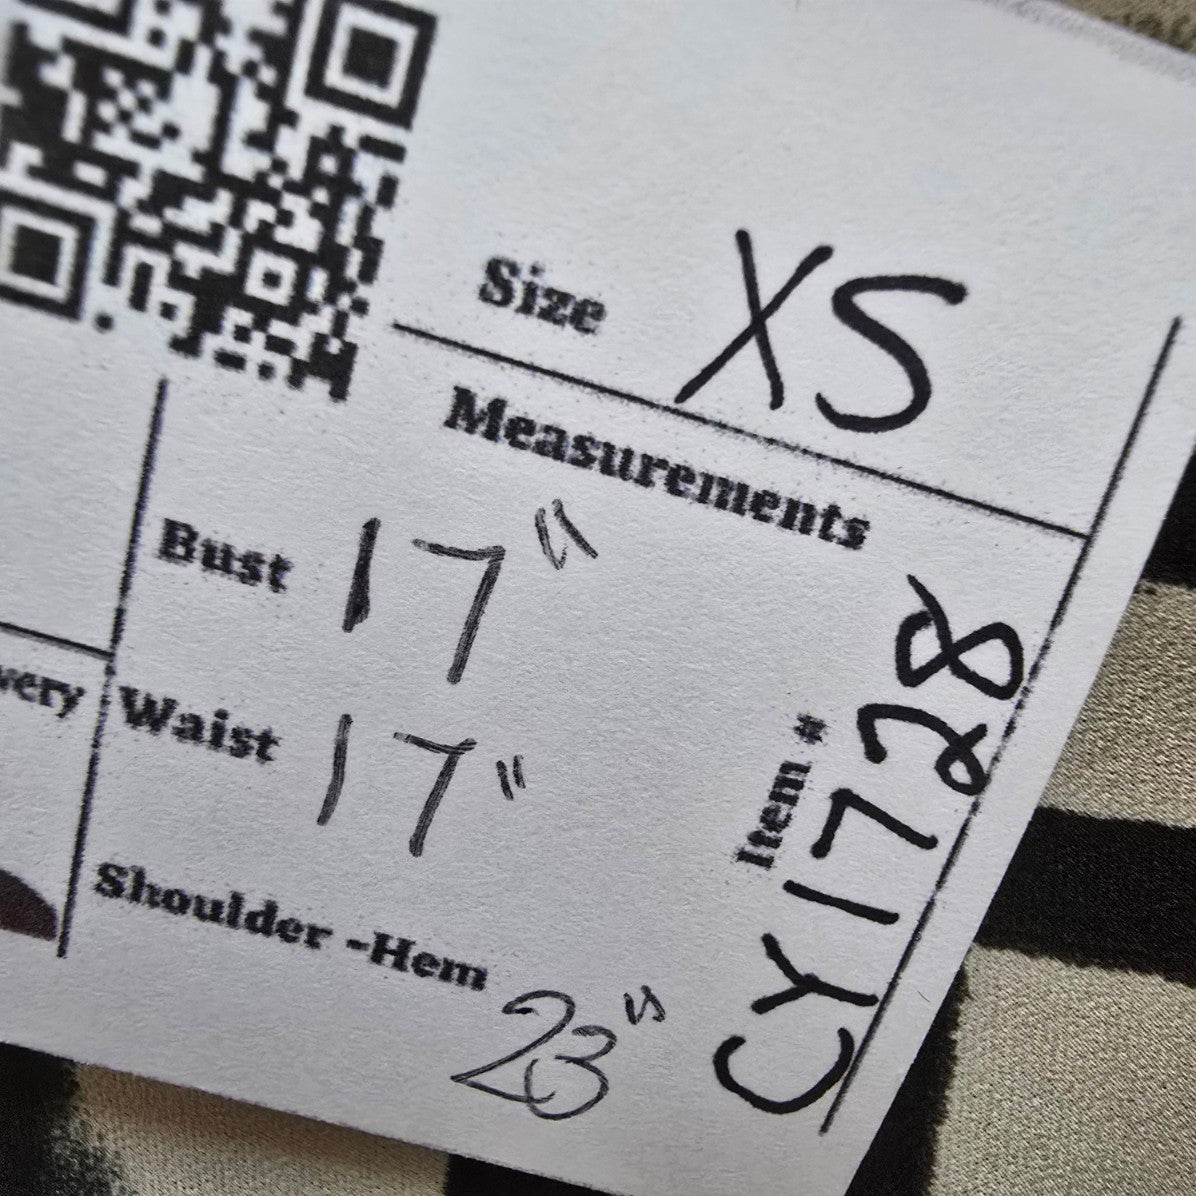 Size XS
Measurements
Bust 17"
Waist 17"
Shoulder -Hem
23"
Item #
CY1728